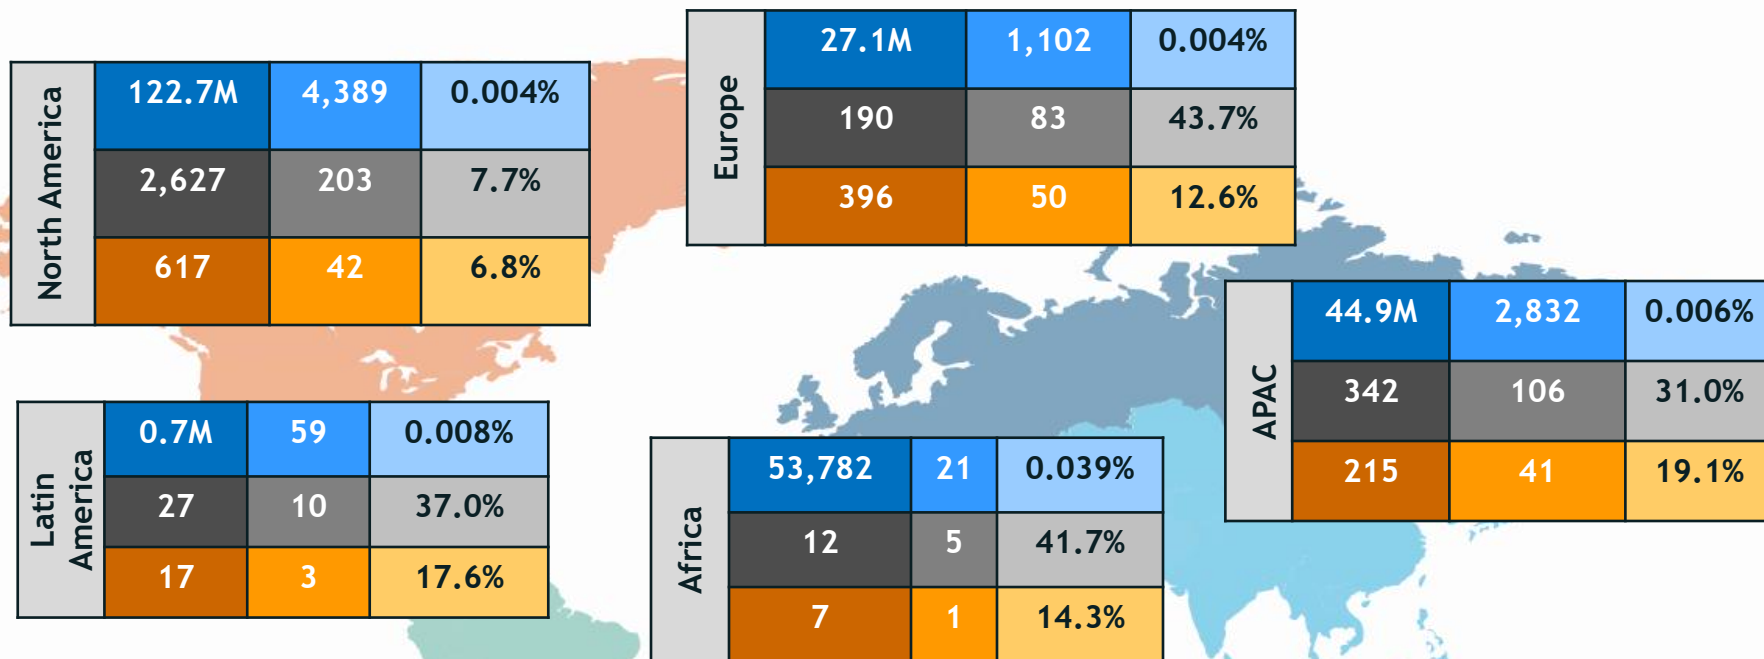 North America
122.7M 4,389 0.004%
2,627 203 7.7%
617 42 6.8%
Europe
27.1M 1,102 0.004%
190 83 43.7%
396 50 12.6%
APAC
44.9M 2,832 0.006%
342 106 31.0%
215 41 19.1%
Latin
America
0.7M 59 0.008%
27 10 37.0%
17 3 17.6%
Africa
53,782 21 0.039%
12 5 41.7%
7 1 14.3%